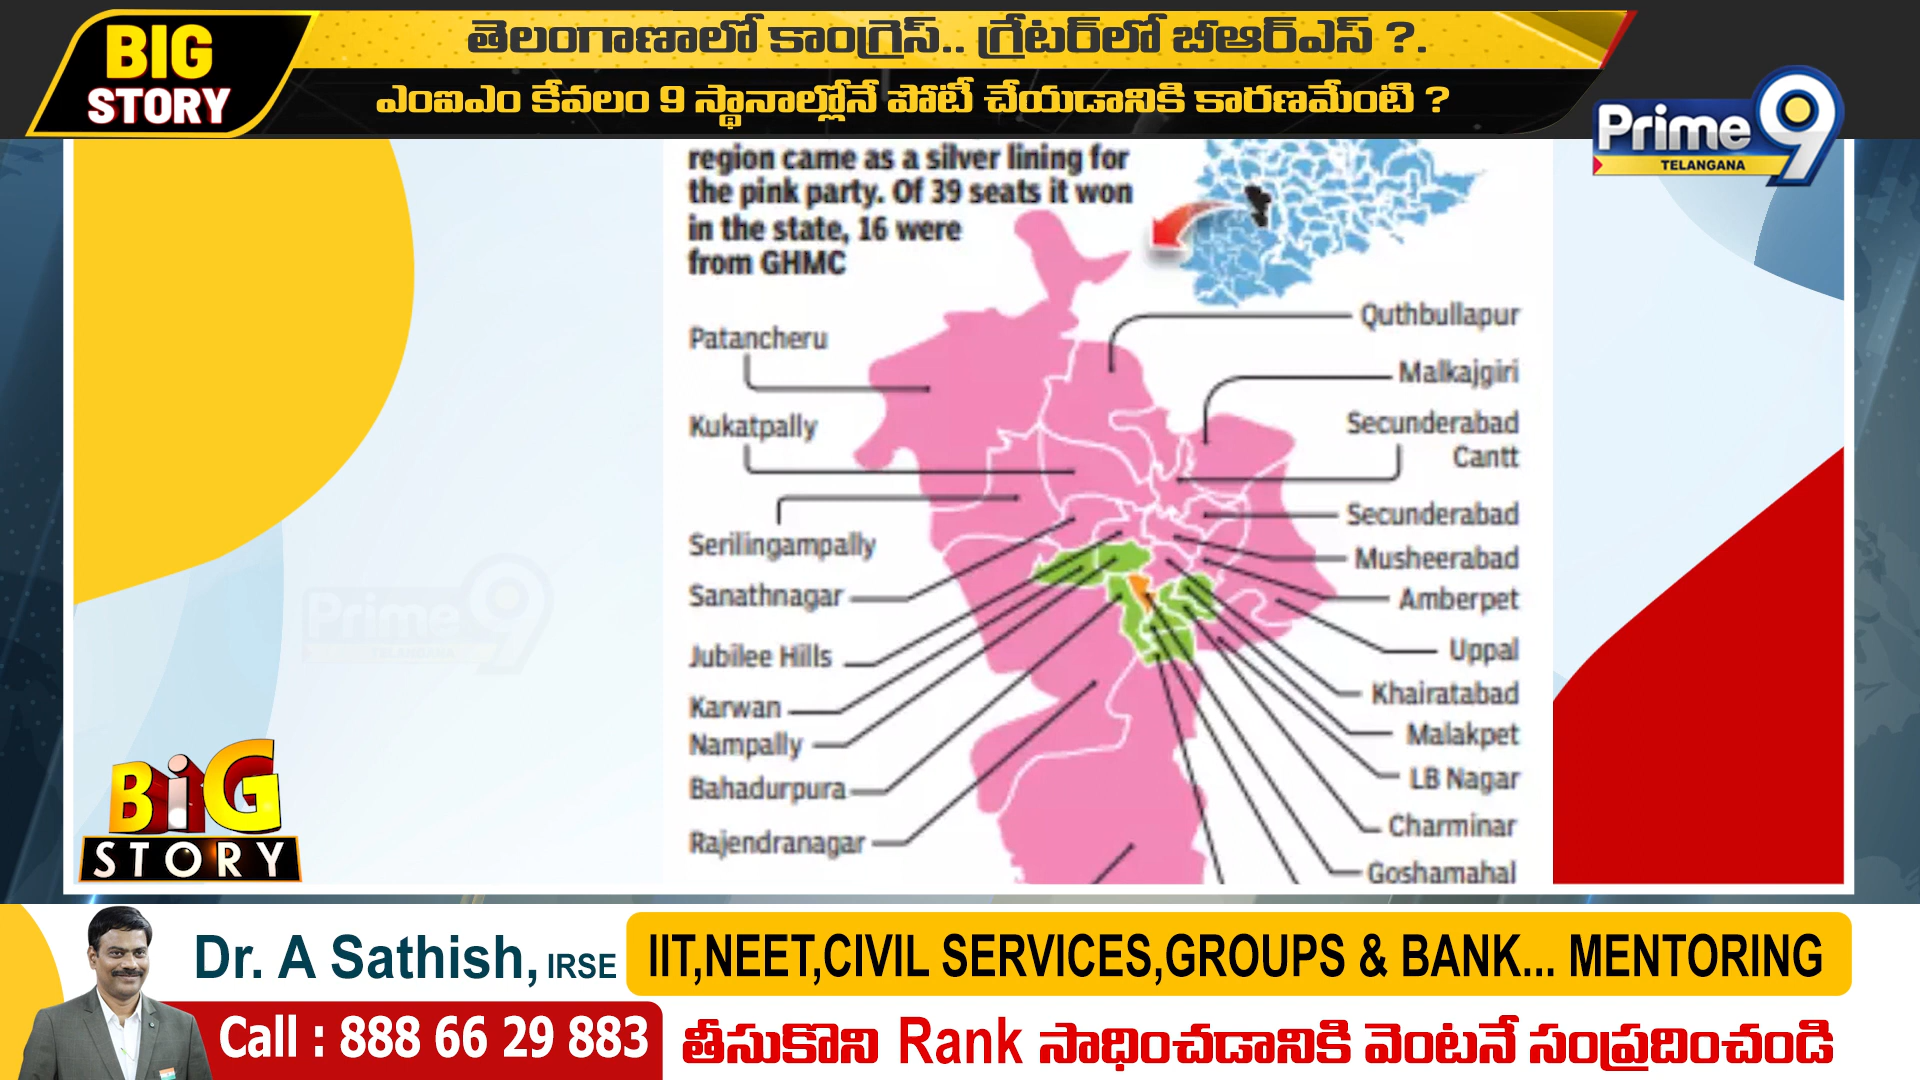 BIG
STORY
తెలంగాణాలో కాంగ్రెస్.. గ్రేటర్‌లో బీఆర్ఎస్ ?.
ఎంఐఎం కేవలం 9 స్థానాల్లోనే పోటీ చేయడానికి కారణమేంటి ?
Prime9
TELANGANA
region came as a silver lining for
the pink party. Of 39 seats it won
in the state, 16 were
from GHMC
Patancheru
Kukatpally
Serilingampally
Sanathnagar
Jubilee Hills
Karwan
Nampally
Bahadurpura
Rajendranagar
Quthbullapur
Malkajgiri
Secunderabad
Cantt
Secunderabad
Musheerabad
Amberpet
Uppal
Khairatabad
Malakpet
LB Nagar
Charminar
Goshamahal
Prime9
TELANGANA
BiG
STORY
Dr. A Sathish, IRSE
IIT,NEET,CIVIL SERVICES,GROUPS & BANK... MENTORING
Call : 888 66 29 883
తీసుకొని Rank సాధించడానికి వెంటనే సంప్రదించండి